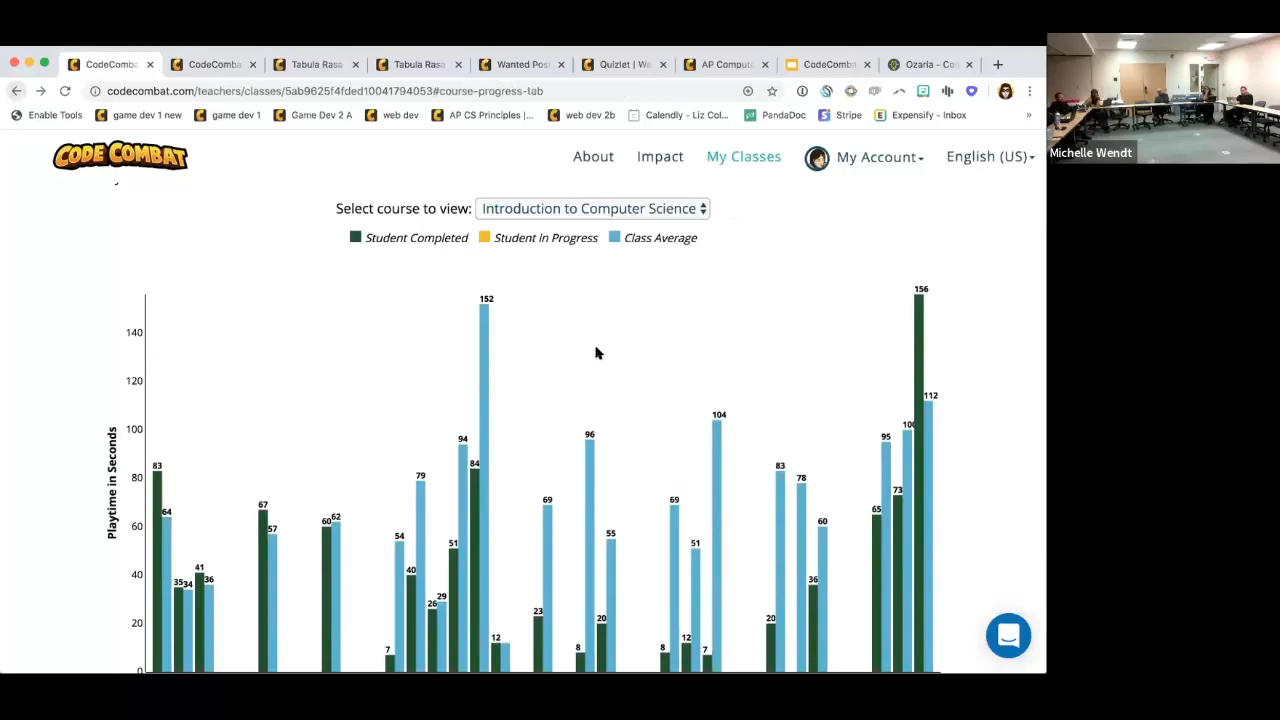 CodeComba
CodeComba
Tabula Rasa
Tabula Rasa
Wanted Pos
Quizlet | W
AP Comput
CodeComb
Ozaria - Co
codecombat.com/teachers/classes/5ab9625f4fded10041794053#course-progress-tab
Enable Tools
game dev 1 new
game dev 1
Game Dev 2 A
web dev
AP CS Principles |...
web dev 2b
Calendly - Liz Col...
PandaDoc
Stripe
Expensify - Inbox
»
Michelle Wendt
CODE COMBAT
About
Impact
My Classes
My Account
English (US)
Select course to view: Introduction to Computer Science
Student Completed
Student in Progress
Class Average
Playtime in Seconds
140
120
100
80
60
40
20
0
83
64
35
34
41
36
67
57
60
62
7
54
40
79
26
29
51
94
84
152
12
23
69
8
96
20
55
8
69
12
51
7
104
20
83
78
36
60
65
95
73
100
156
112